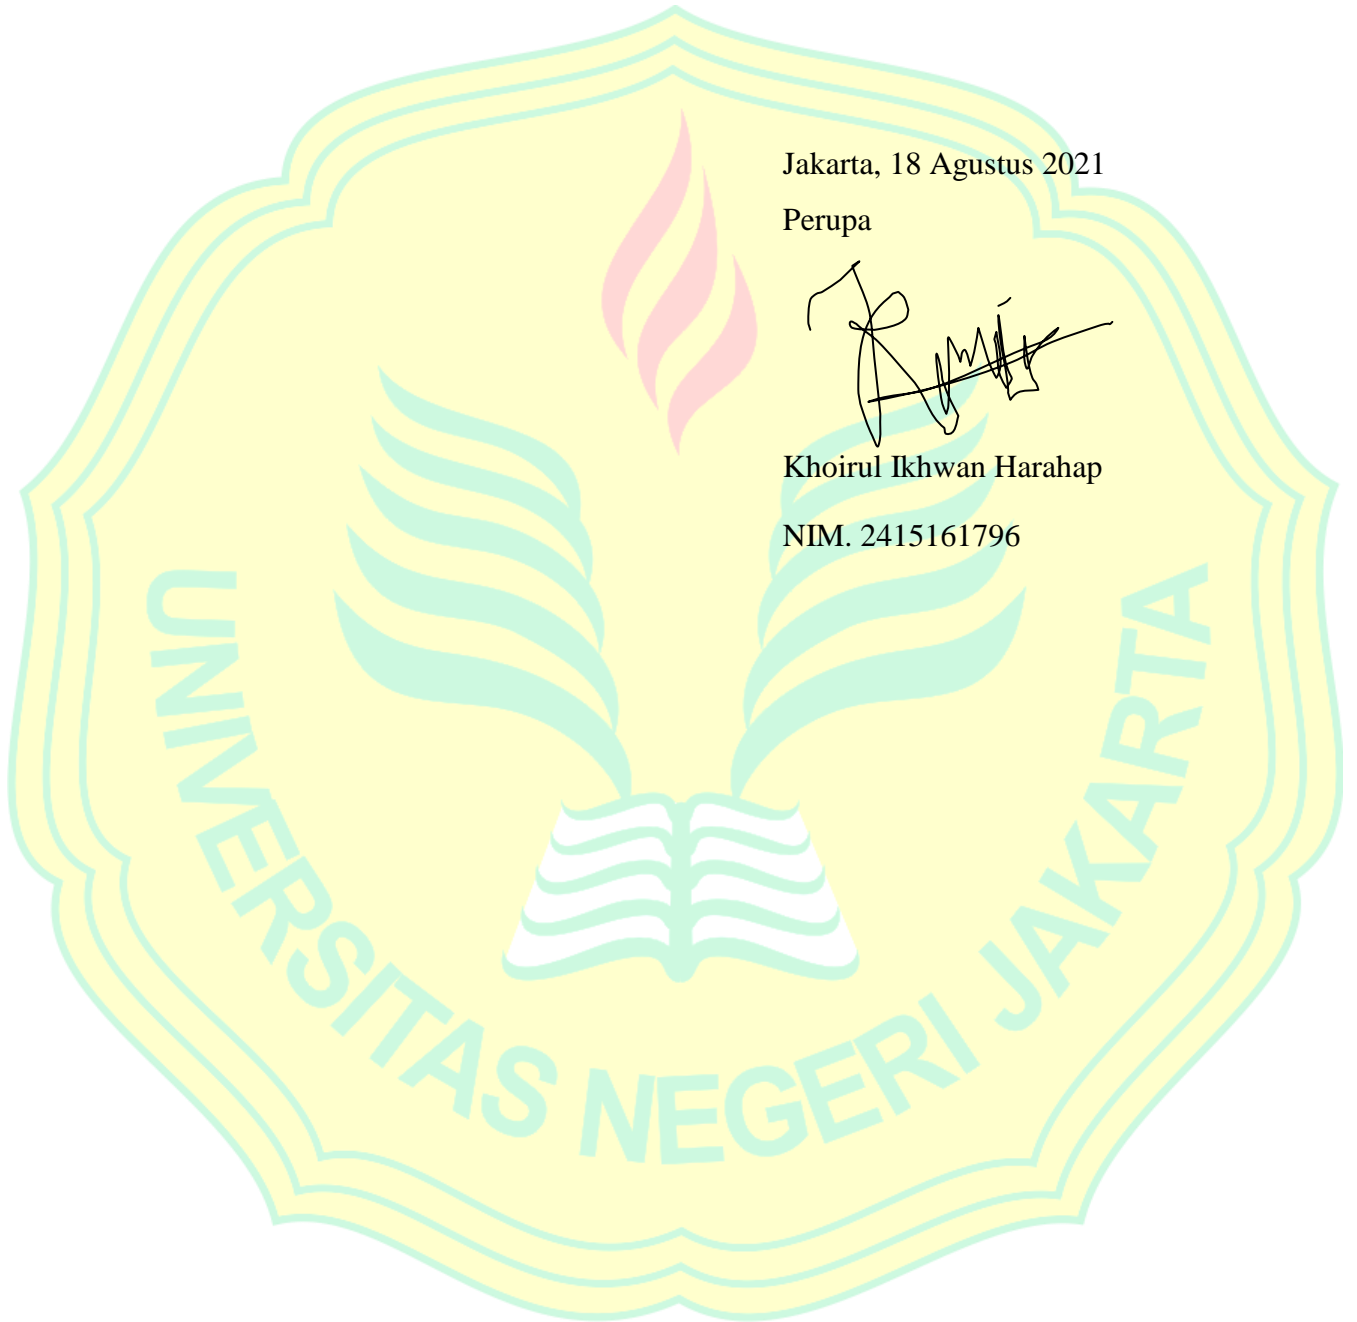 Jakarta, 18 Agustus 2021
Perupa
Khoirul Ikhwan Harahap
NIM. 2415161796
UNIVERSITAS NEGERI JAKARTA